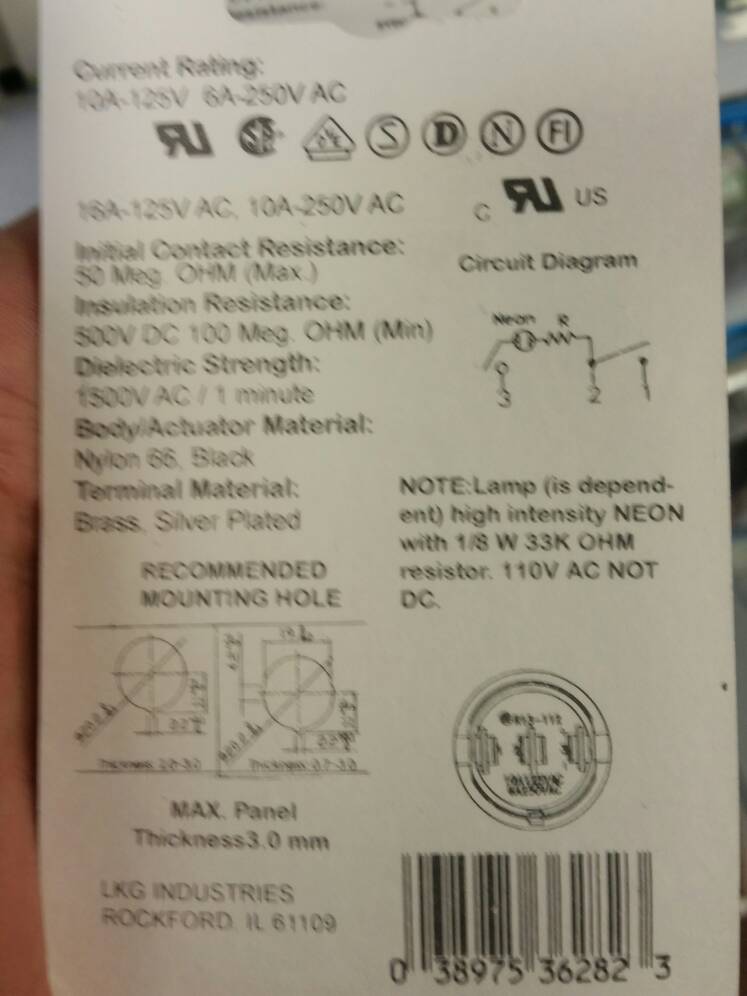 Current Rating:
10A-125V 6A-250V AC
S D N FI
16A-125V AC, 10A-250V AC
C US
Initial Contact Resistance:
50 Meg. OHM (Max.)
Circuit Diagram
Insulation Resistance:
500V DC 100 Meg. OHM (Min)
Neon R
3 2 1
Dielectric Strength:
1500V AC / 1 minute
Body/Actuator Material:
Nylon 66, Black
Terminal Material:
Brass, Silver Plated
NOTE:Lamp (is depend-
ent) high intensity NEON
with 1/8 W 33K OHM
resistor. 110V AC NOT
DC.
RECOMMENDED
MOUNTING HOLE
MAX. Panel
Thickness3.0 mm
LKG INDUSTRIES
ROCKFORD, IL 61109
0 38975 36282 3